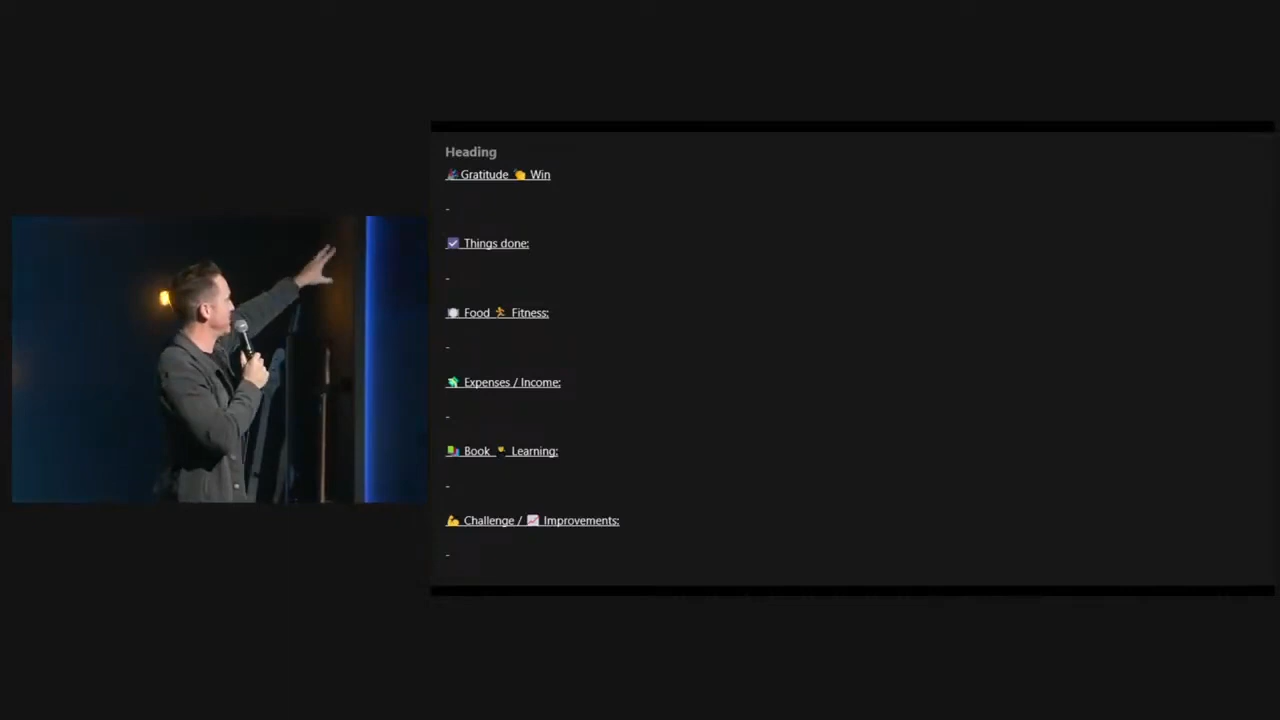 Heading
🎉Gratitude 👏 Win
-
☑ Things done:
-
🍽 Food 🏃 Fitness:
-
💸 Expenses / Income:
-
📚 Book 🧠 Learning:
-
💪 Challenge / 📈 Improvements:
-